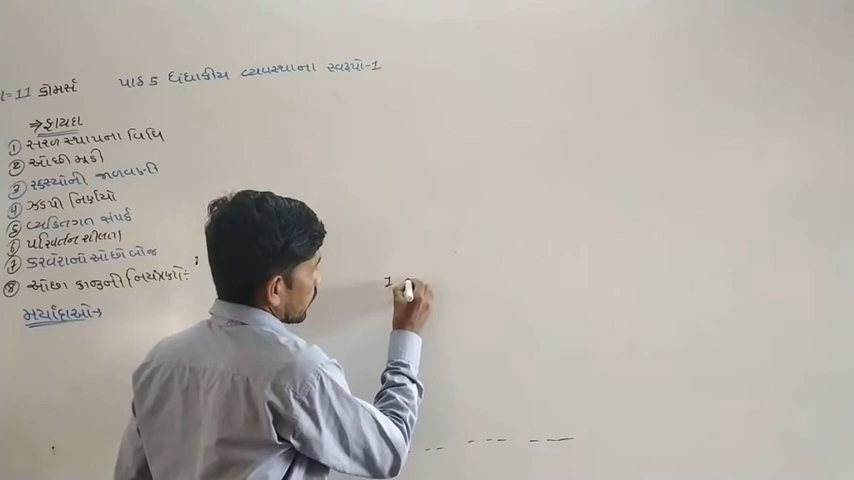 =11 કોમર્સ    પાઠ 5 ધંધાકીય વ્યવસ્થાના સ્વરૂપો-1
⇒ ફાયદા
① સરળ સ્થાપના વિધિ
② ઓછી મૂડી
③ રહસ્યોની જાળવણી
④ ઝડપી નિર્ણયો
⑤ વ્યક્તિગત સંપર્ક
⑥ પરિવર્તનશીલતા
⑦ કરવેરાનો ઓછો બોજ
⑧ ઓછા કાનુની નિયંત્રણો:-
મર્યાદાઓ→
1